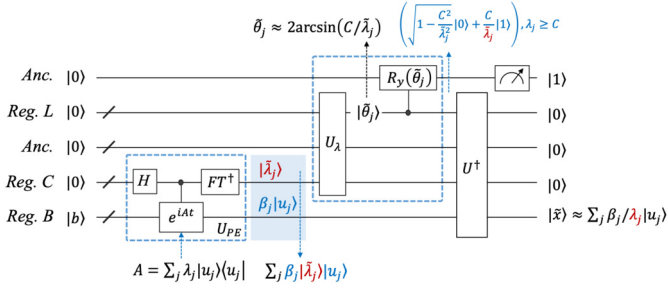 θ̃ⱼ ≈ 2arcsin(C/λ̃ⱼ)
(√(1 − C²/λ̃ⱼ²)|0⟩ + C/λ̃ⱼ|1⟩), λⱼ ≥ C
Anc. |0⟩ R_y(θ̃ⱼ) |1⟩
Reg. L |0⟩ |θ̃ⱼ⟩ |0⟩
Anc. |0⟩ U_λ U† |0⟩
Reg. C |0⟩ H FT† |λ̃ⱼ⟩ |0⟩
Reg. B |b⟩ e^{iAt} U_PE βⱼ|uⱼ⟩ |x̃⟩ ≈ ∑ⱼ βⱼ/λⱼ|uⱼ⟩
A = ∑ⱼ λⱼ|uⱼ⟩⟨uⱼ| ∑ⱼ βⱼ|λ̃ⱼ⟩|uⱼ⟩